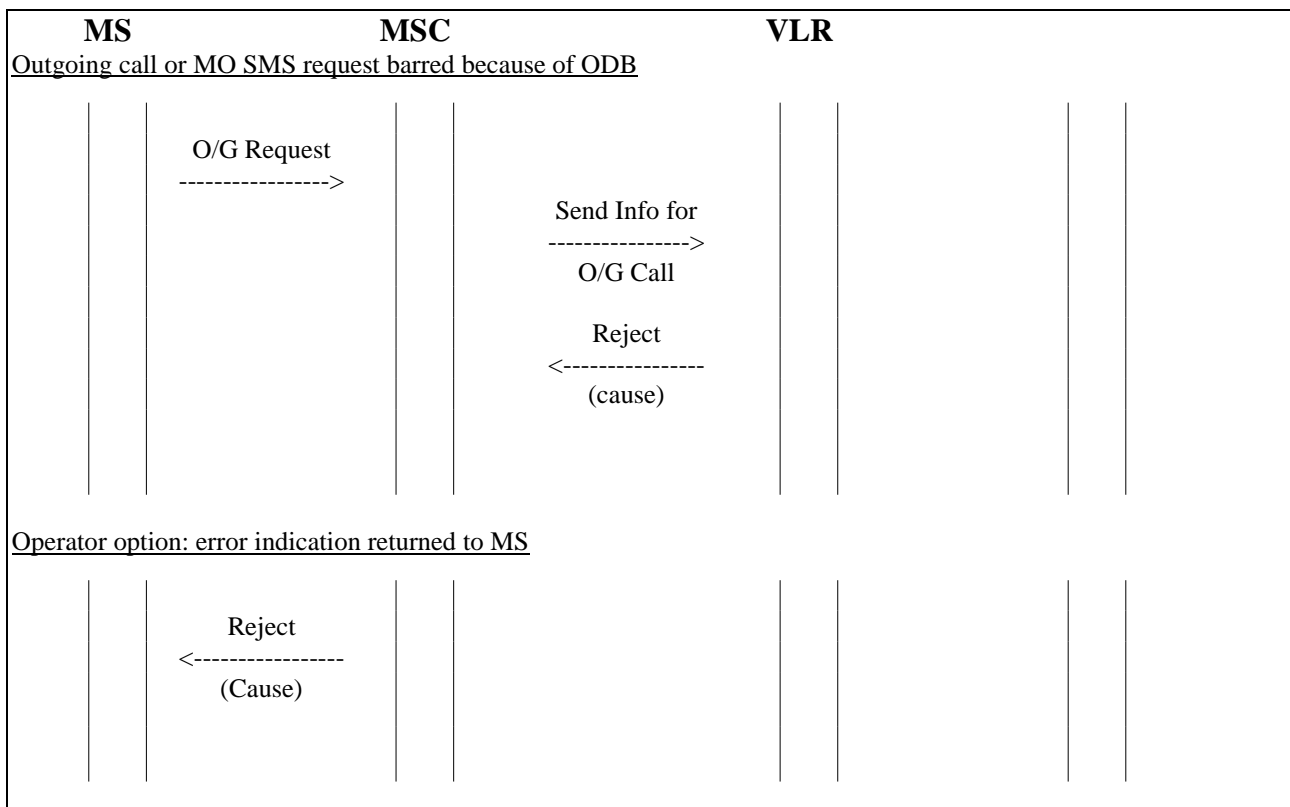 MS MSC VLR
Outgoing call or MO SMS request barred because of ODB
O/G Request
----------------->
Send Info for
---------------->
O/G Call
Reject
<----------------
(cause)
Operator option: error indication returned to MS
Reject
<-----------------
(Cause)